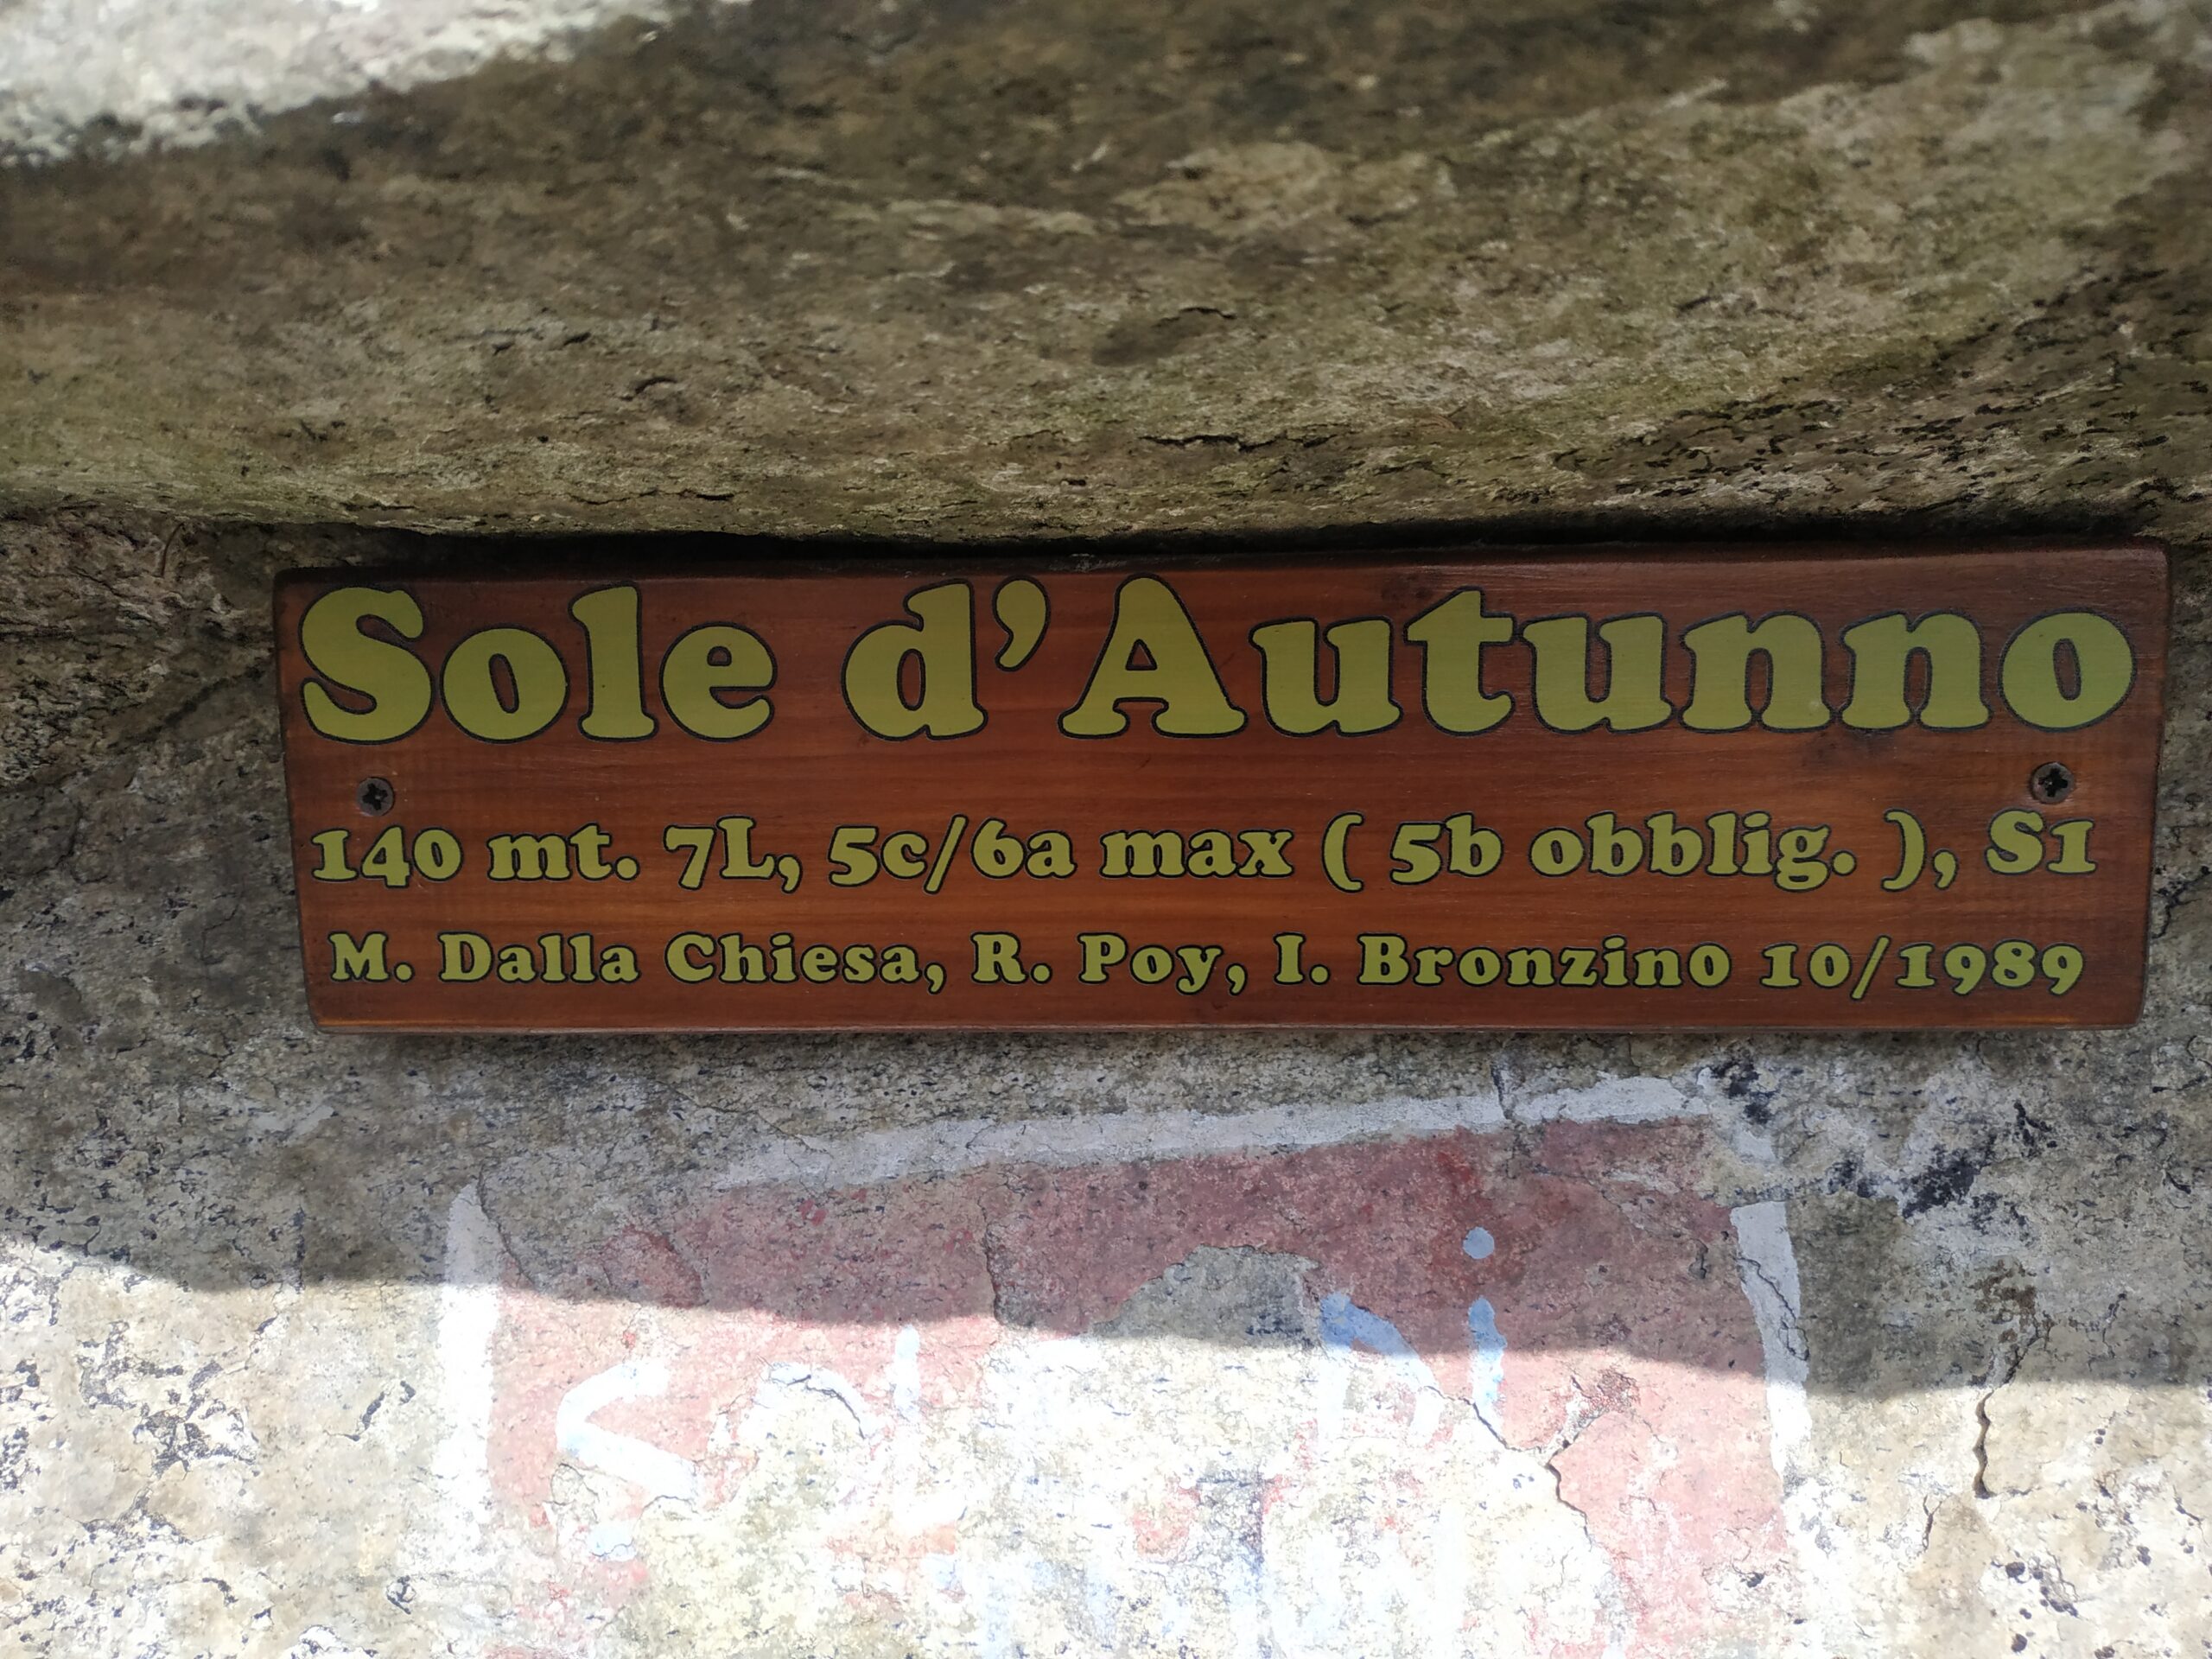 Sole d'Autunno
140 mt. 7L, 5c/6a max ( 5b obblig. ), S1
M. Dalla Chiesa, R. Poy, I. Bronzino 10/1989